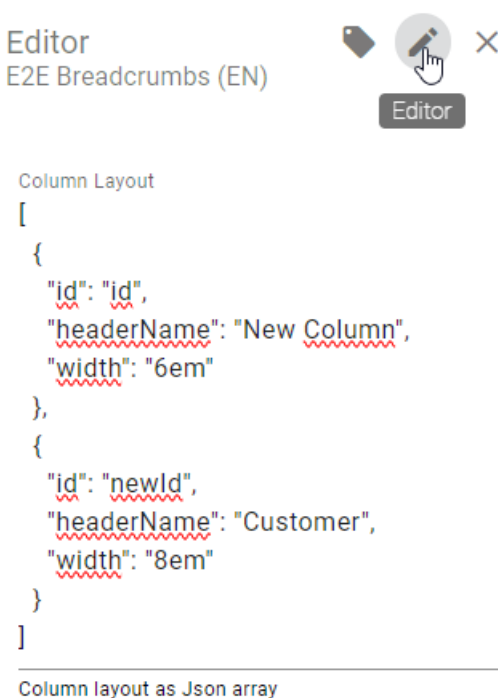 Editor
E2E Breadcrumbs (EN)
Editor
Column Layout
[
{
"id": "id",
"headerName": "New Column",
"width": "6em"
},
{
"id": "newId",
"headerName": "Customer",
"width": "8em"
}
]
Column layout as Json array